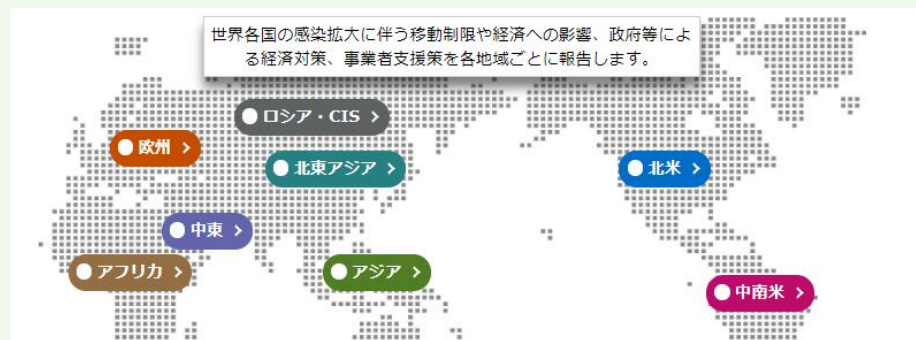 世界各国の感染拡大に伴う移動制限や経済への影響、政府等によ
る経済対策、事業者支援策を各地域ごとに報告します。
ロシア・CIS
欧州
北東アジア
北米
中東
アフリカ
アジア
中南米